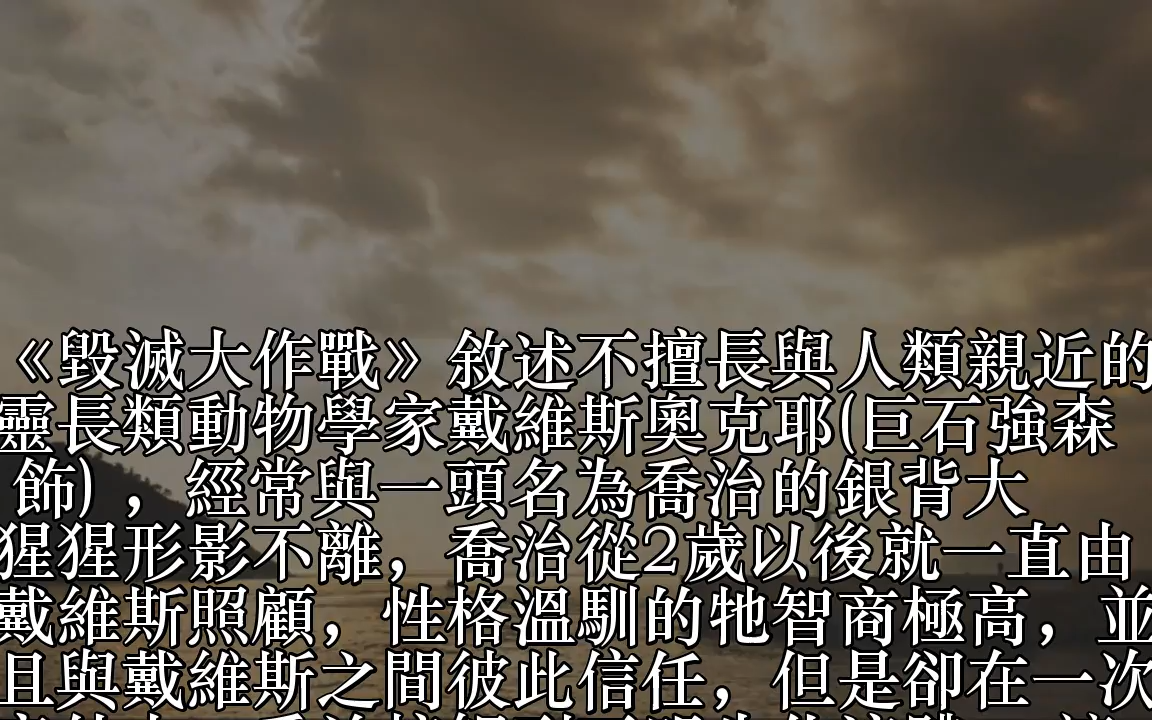 《毀滅大作戰》敘述不擅長與人類親近的
靈長類動物學家戴維斯奧克耶(巨石強森
飾) ，經常與一頭名為喬治的銀背大
猩猩形影不離，喬治從2歲以後就一直由
戴維斯照顧，性格溫馴的牠智商極高，並
且與戴維斯之間彼此信任，但是卻在一次